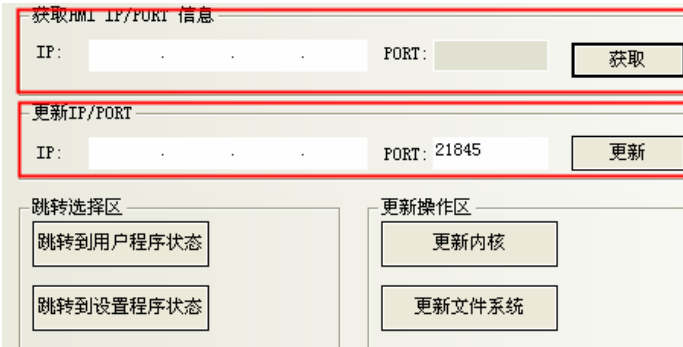 获取HMI IP/PORT 信息
IP: . . . PORT: 获取
更新IP/PORT
IP: . . . PORT: 21845 更新
跳转选择区 更新操作区
跳转到用户程序状态 更新内核
跳转到设置程序状态 更新文件系统